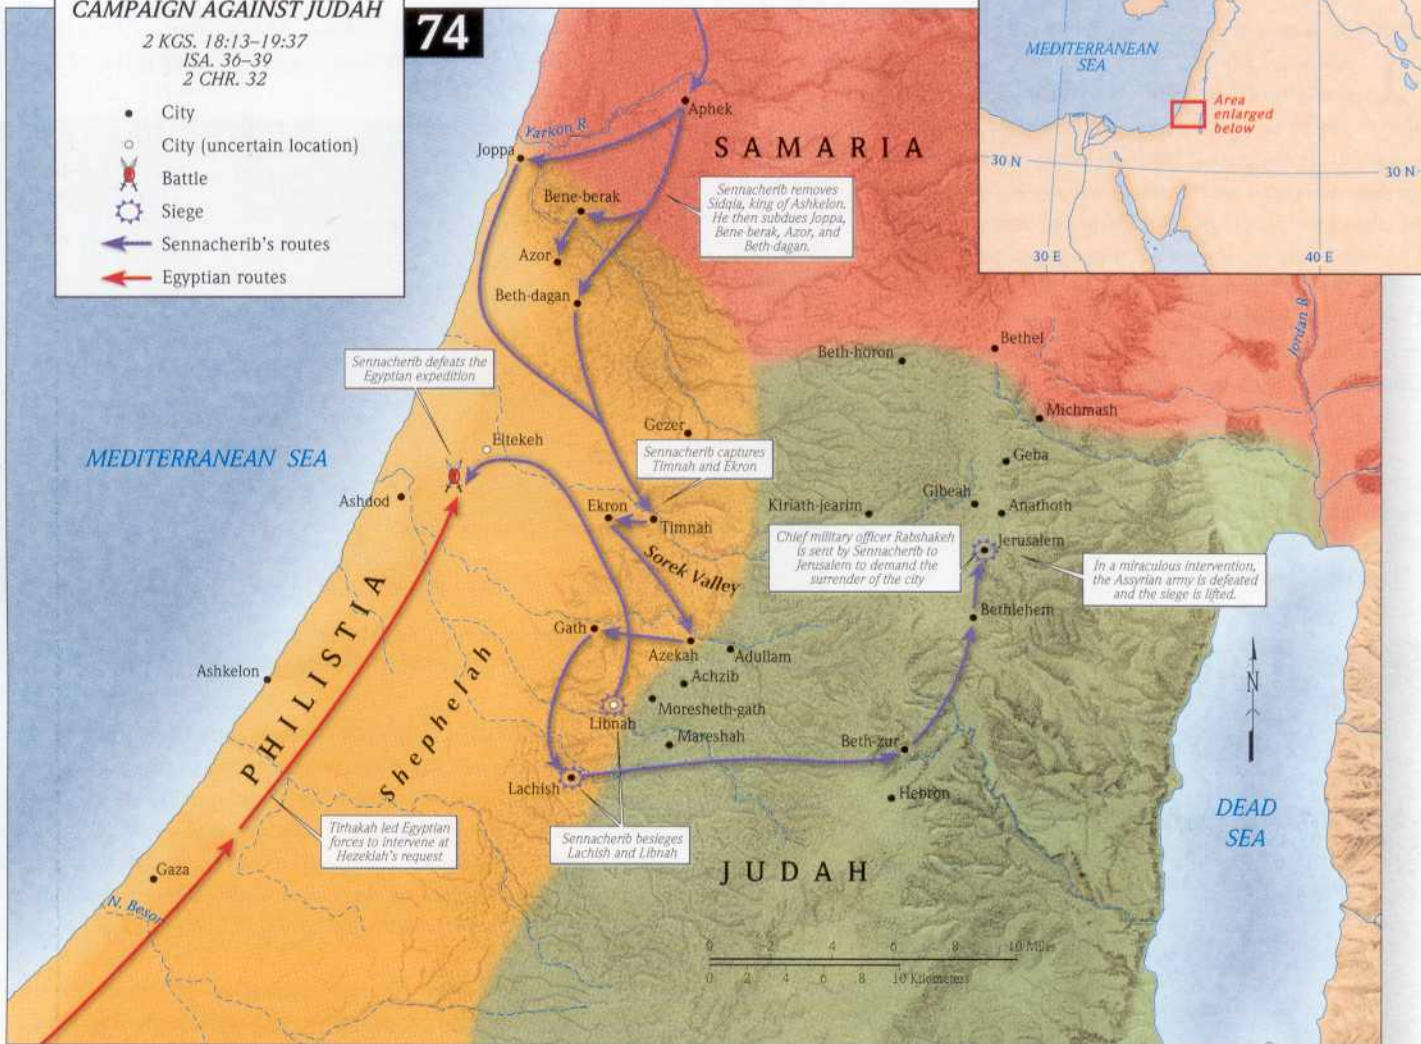 CAMPAIGN AGAINST JUDAH
2 KGS. 18:13–19:37
ISA. 36–39
2 CHR. 32
City
City (uncertain location)
Battle
Siege
Sennacherib's routes
Egyptian routes
74
MEDITERRANEAN
SEA
Area
enlarged
below
30 N
30 N
30 E
40 E
Aphek
Yarkon R.
SAMARIA
Joppa
Sennacherib removes
Sidqia, king of Ashkelon.
He then subdues Joppa,
Bene-berak, Azor, and
Beth-dagan.
Bene-berak
Azor
Beth-dagan
Jordan R.
Bethel
Beth-horon
Sennacherib defeats the
Egyptian expedition
Michmash
Gezer
Eltekeh
Sennacherib captures
Timnah and Ekron
MEDITERRANEAN SEA
Geba
Ashdod
Ekron
Timnah
Kiriath-jearim
Gibeah
Anathoth
Chief military officer Rabshakeh
is sent by Sennacherib to
Jerusalem to demand the
surrender of the city
Jerusalem
Sorek Valley
In a miraculous intervention,
the Assyrian army is defeated
and the siege is lifted.
Bethlehem
Gath
Azekah
Adullam
Ashkelon
PHILISTIA
Achzib
Moresheth-gath
Shephelah
Libnah
Mareshah
Beth-zur
N
Lachish
Hebron
DEAD
SEA
Tirhakah led Egyptian
forces to intervene at
Hezekiah's request
Sennacherib besieges
Lachish and Libnah
JUDAH
Gaza
N. Besor
0 2 4 6 8 10 Miles
0 2 4 6 8 10 Kilometers